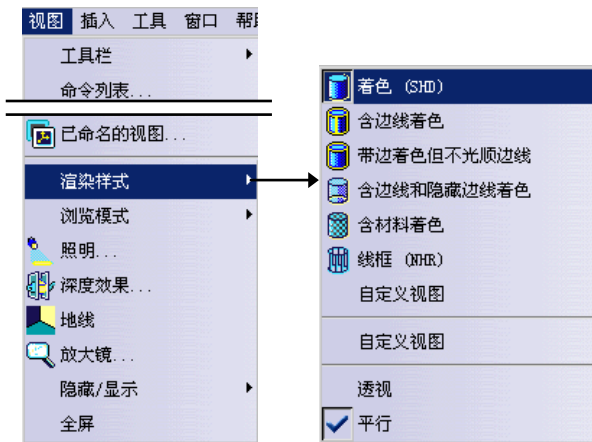 视图 插入 工具 窗口 帮
工具栏
命令列表...
已命名的视图...
渲染样式
浏览模式
照明...
深度效果...
地线
放大镜...
隐藏/显示
全屏
着色 (SHD)
含边线着色
带边着色但不光顺边线
含边线和隐藏边线着色
含材料着色
线框 (NHR)
自定义视图
自定义视图
透视
平行